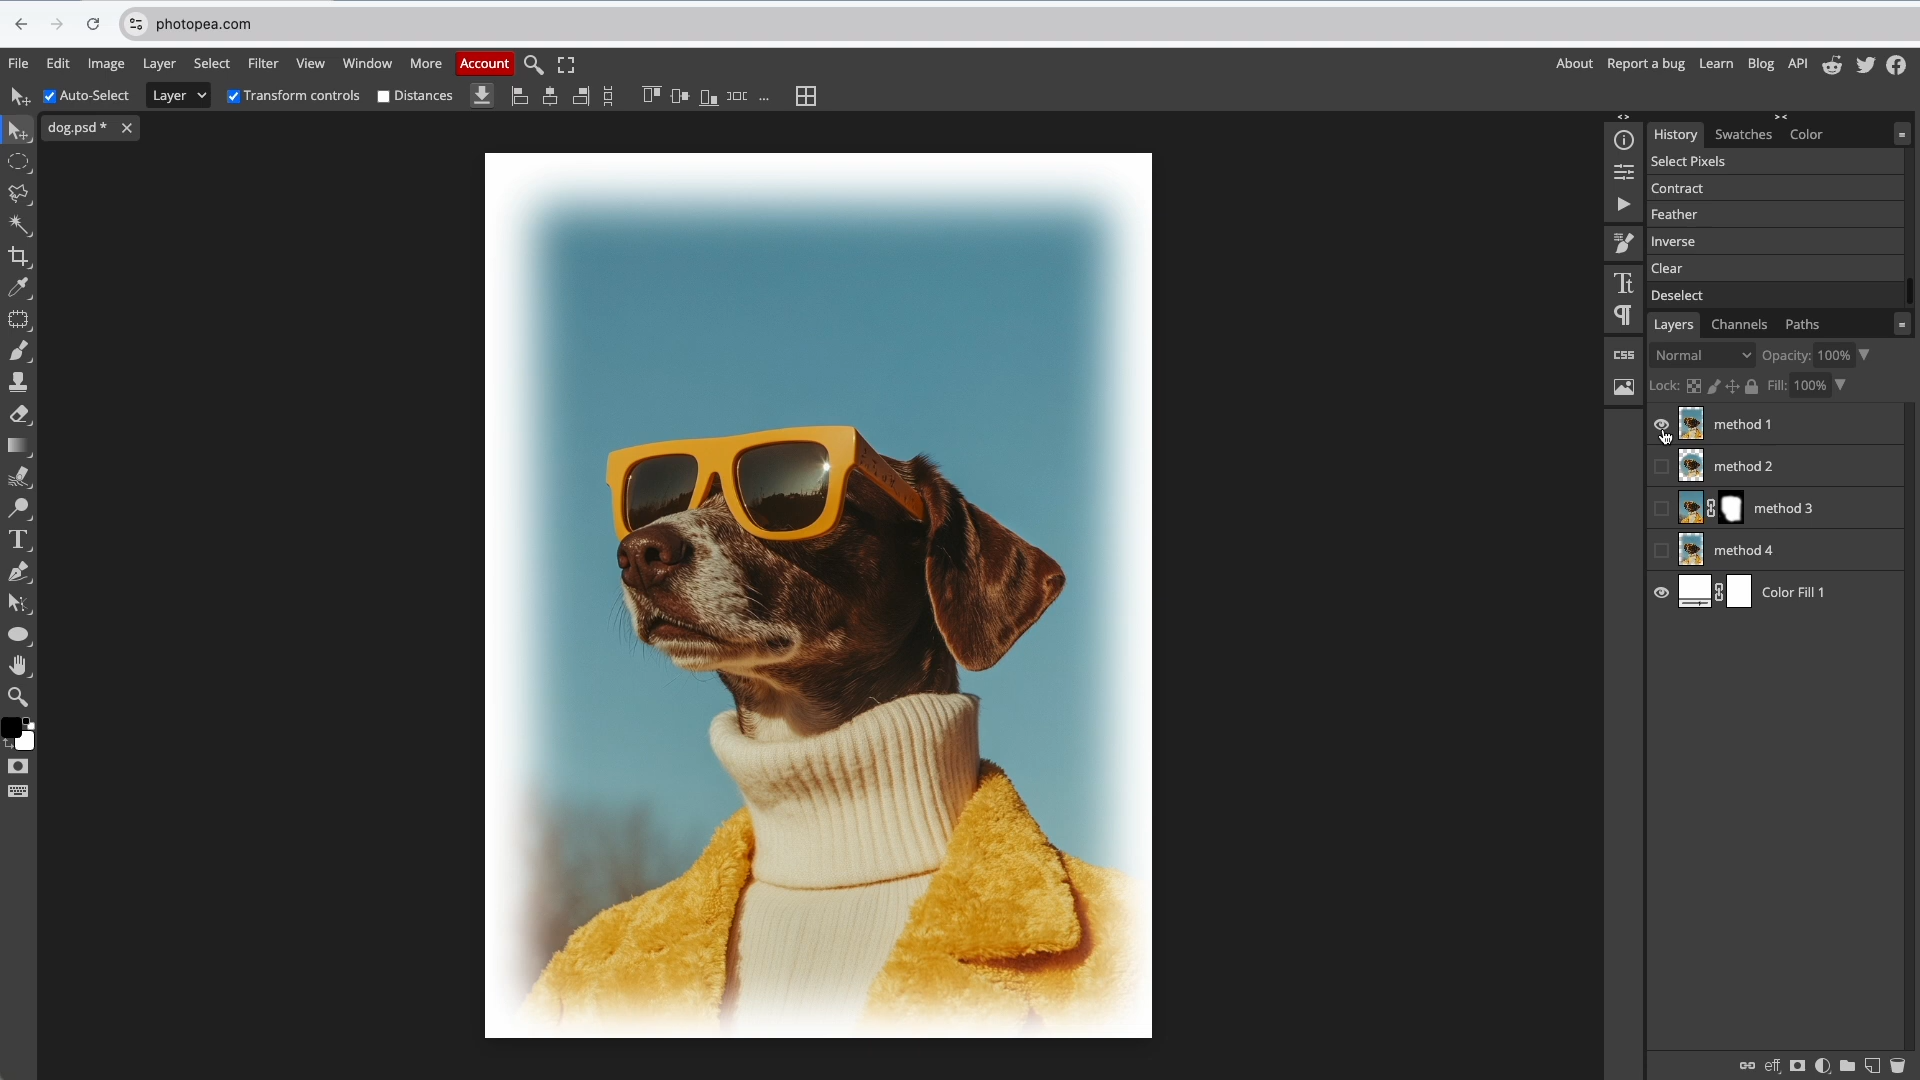 photopea.com
File Edit Image Layer Select Filter View Window More Account About Report a bug Learn Blog API
Auto-Select Layer Transform controls Distances ...
dog.psd *
History Swatches Color
Select Pixels
Contract
Feather
Inverse
Clear
Deselect
Layers Channels Paths
Normal Opacity: 100%
Lock: Fill: 100%
method 1
method 2
method 3
method 4
Color Fill 1
CSS
eff